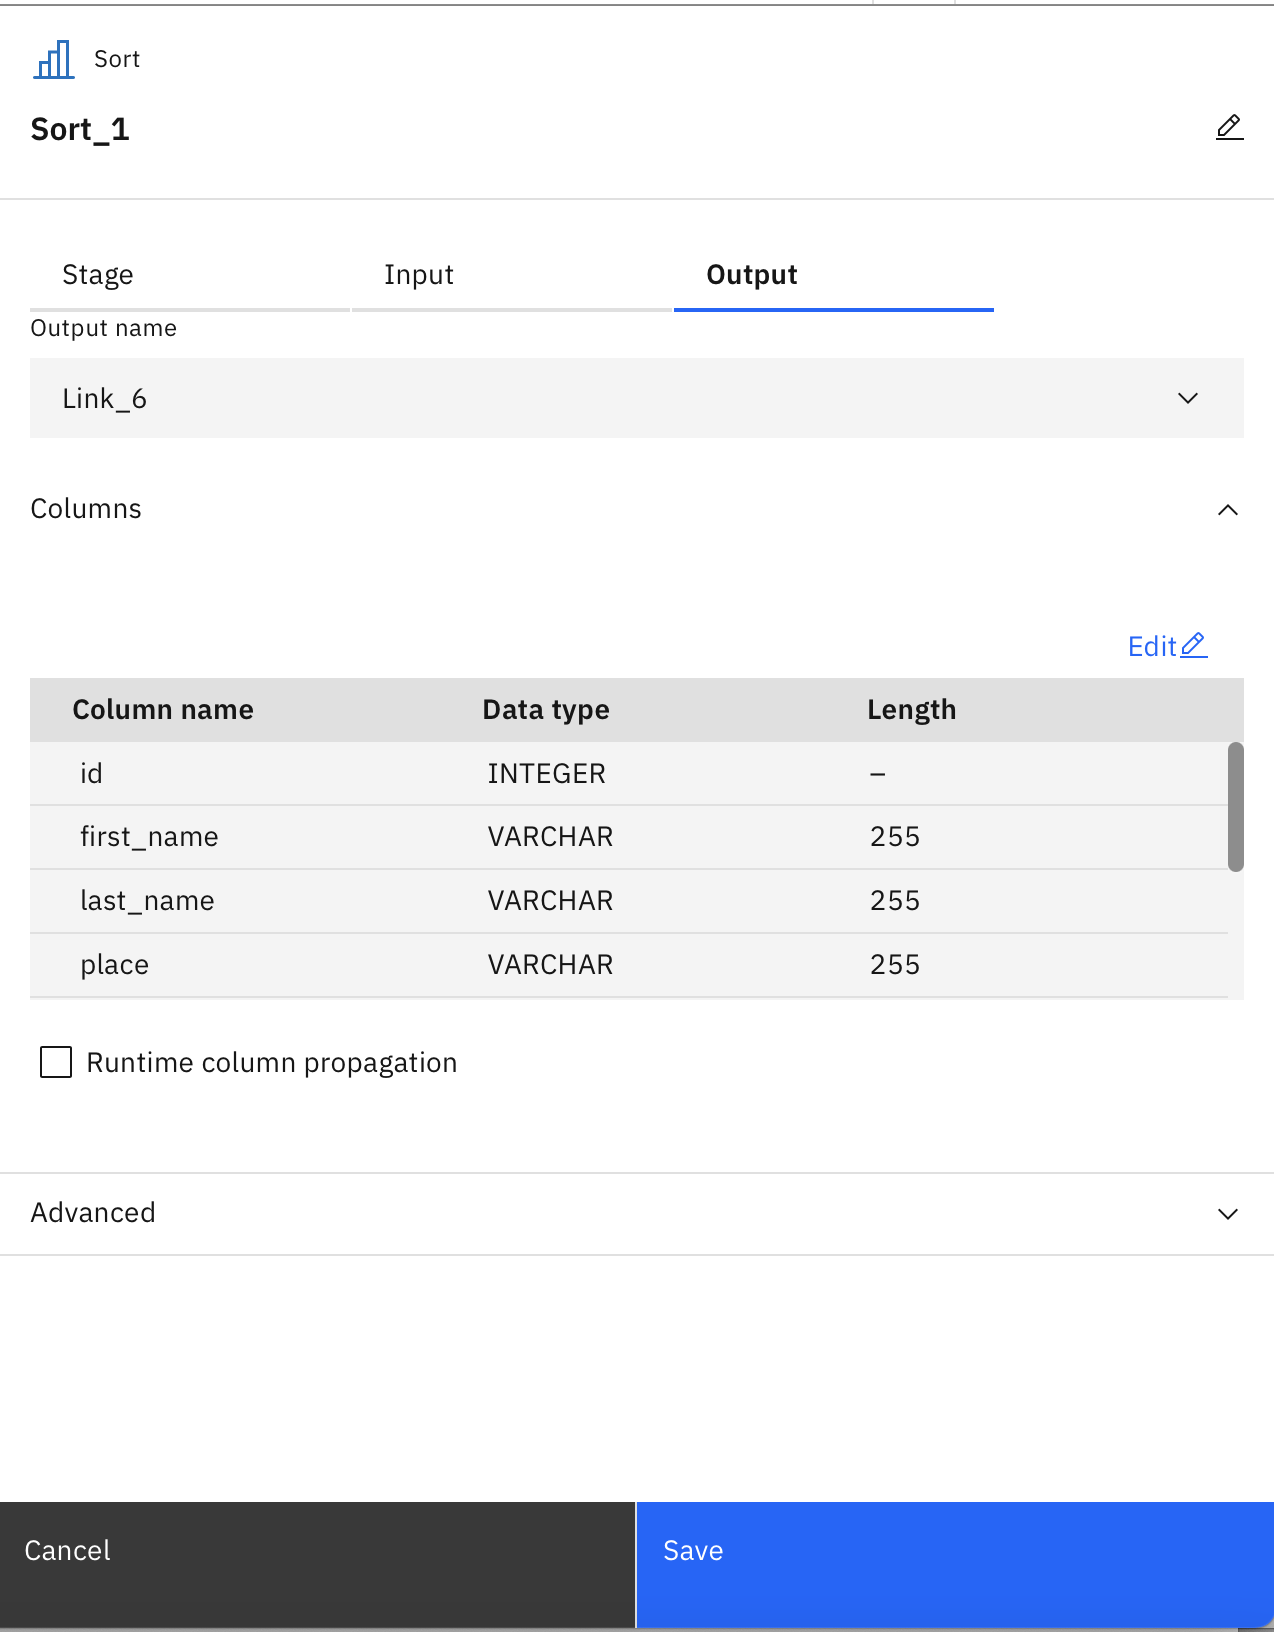 Sort
Sort_1
Stage Input Output
Output name
Link_6
Columns
Edit
Column name Data type Length
id INTEGER –
first_name VARCHAR 255
last_name VARCHAR 255
place VARCHAR 255
Runtime column propagation
Advanced
Cancel Save